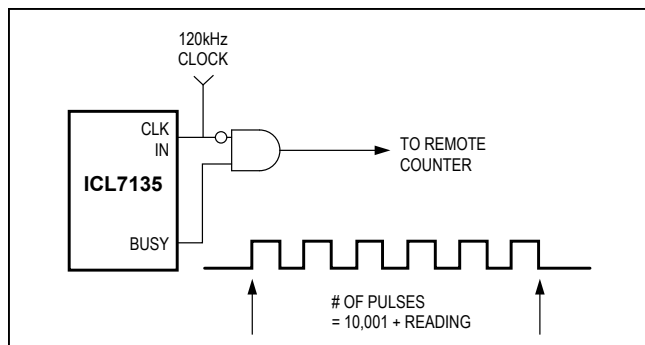 120kHz
CLOCK
CLK
IN
ICL7135
BUSY
TO REMOTE
COUNTER
# OF PULSES
= 10,001 + READING